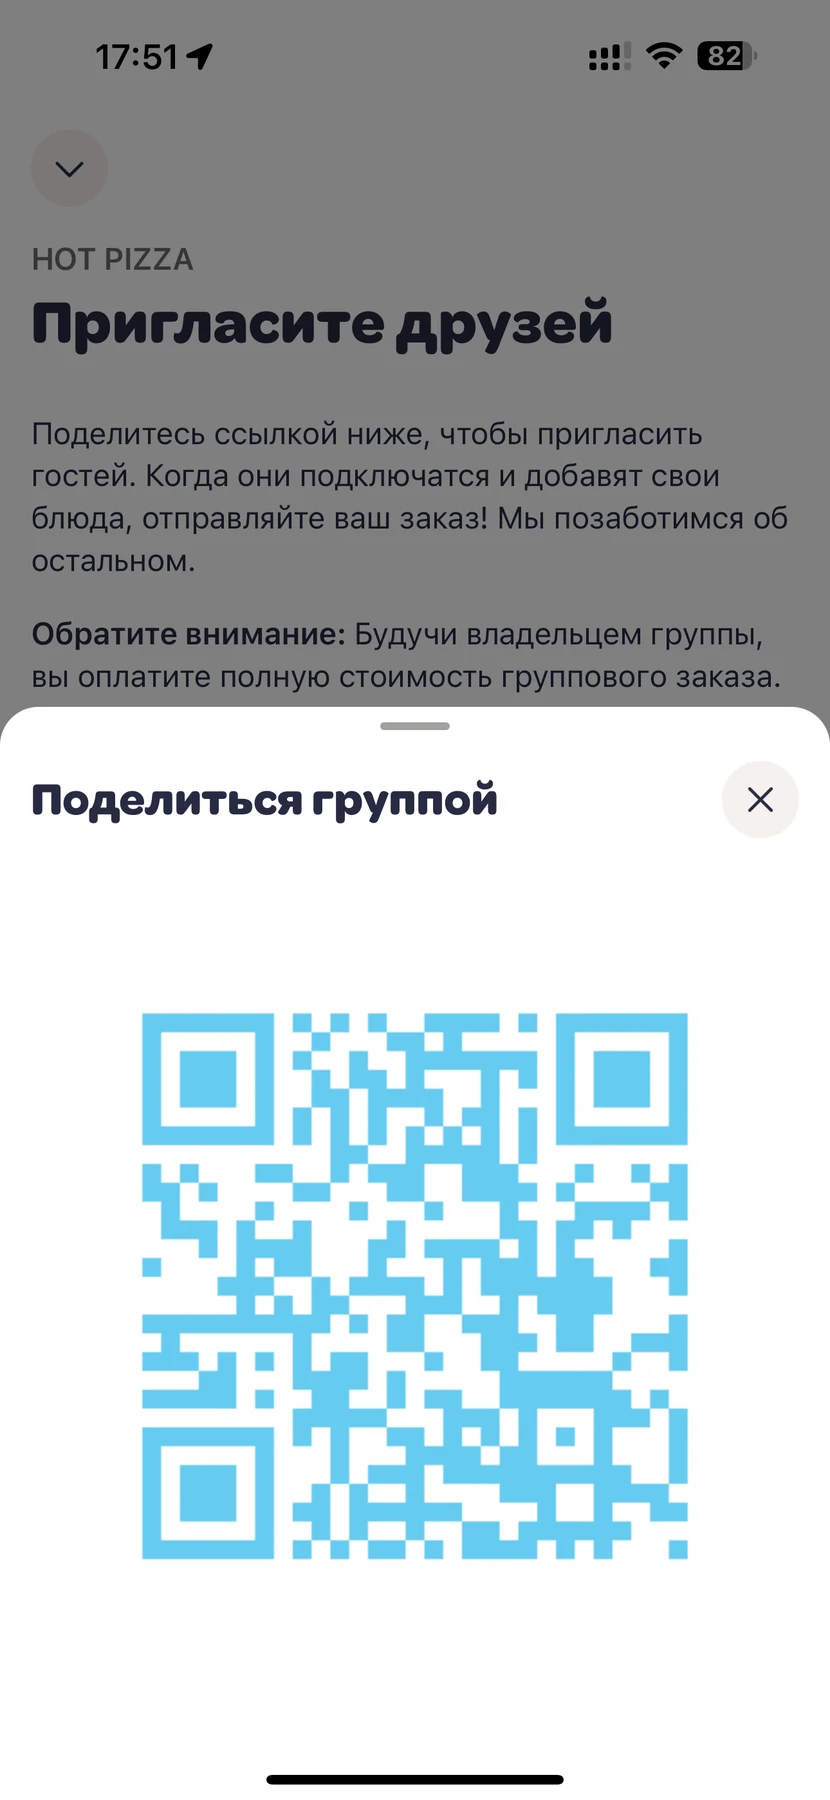 17:51
82
HOT PIZZA
Пригласите друзей
Поделитесь ссылкой ниже, чтобы пригласить
гостей. Когда они подключатся и добавят свои
блюда, отправляйте ваш заказ! Мы позаботимся об
остальном.
Обратите внимание: Будучи владельцем группы,
вы оплатите полную стоимость группового заказа.
Поделиться группой